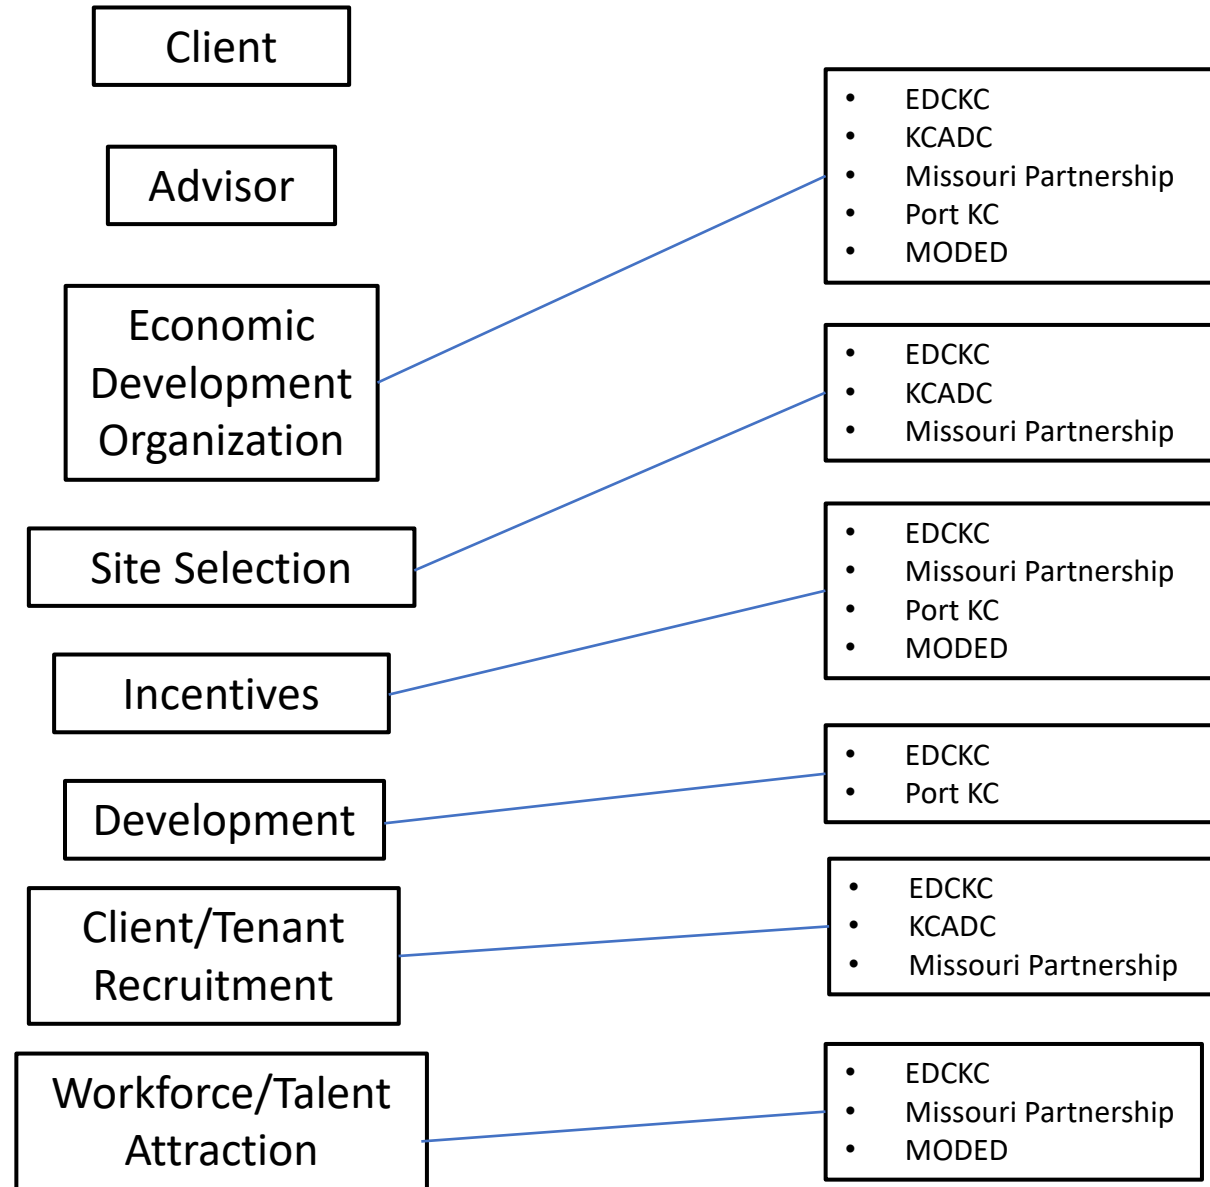 Client
Advisor
Economic
Development
Organization
• EDCKC
• KCADC
• Missouri Partnership
• Port KC
• MODED
Site Selection
• EDCKC
• KCADC
• Missouri Partnership
Incentives
• EDCKC
• Missouri Partnership
• Port KC
• MODED
Development
• EDCKC
• Port KC
Client/Tenant
Recruitment
• EDCKC
• KCADC
• Missouri Partnership
Workforce/Talent
Attraction
• EDCKC
• Missouri Partnership
• MODED